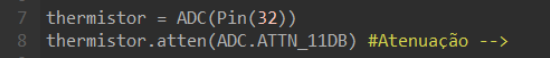 7 thermistor = ADC(Pin(32))
8 thermistor.atten(ADC.ATTN_11DB) #Atenuação -->